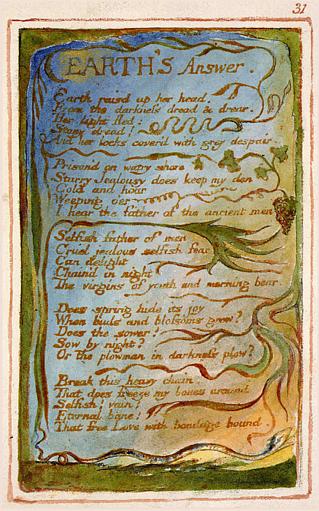 31
EARTH'S Answer.
Earth rais'd up her head,
From the darkness dread & drear.
Her light fled:
Stony dread!
And her locks cover'd with grey despair.
Prison'd on watry shore
Starry Jealousy does keep my den
Cold and hoar
Weeping o'er
I hear the father of the ancient men
Selfish father of men
Cruel jealous selfish fear
Can delight
Chain'd in night
The virgins of youth and morning bear.
Does spring hide its joy
When buds and blossoms grow?
Does the sower?
Sow by night?
Or the plowman in darkness plow?
Break this heavy chain.
That does freeze my bones around
Selfish! vain!
Eternal bane!
That free Love with bondage bound.